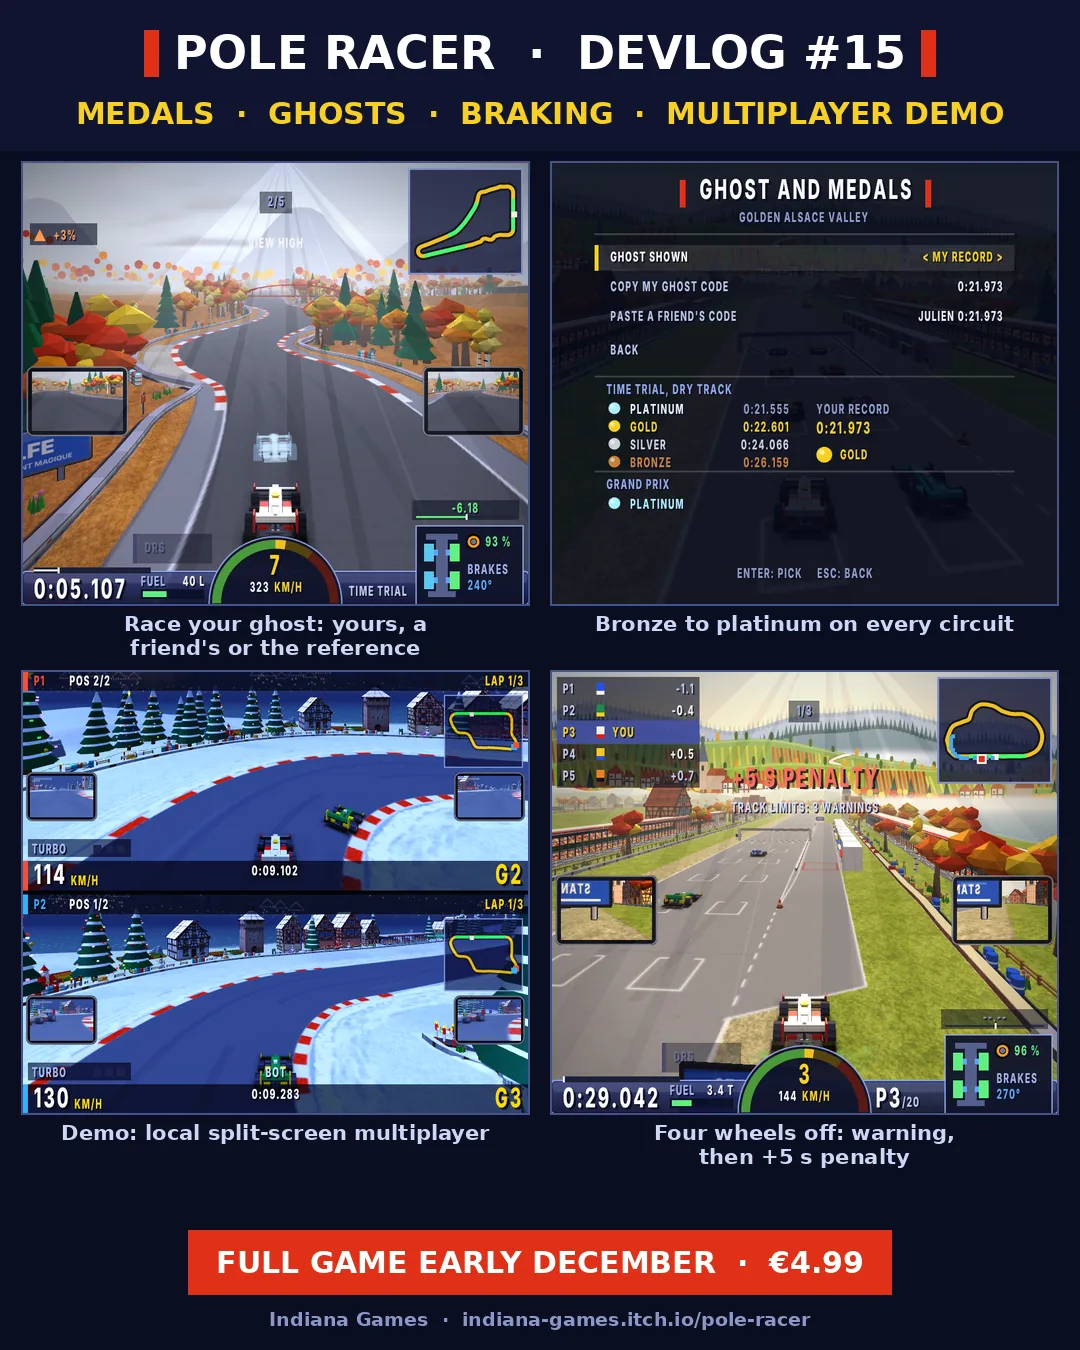 POLE RACER · DEVLOG #15
MEDALS · GHOSTS · BRAKING · MULTIPLAYER DEMO
2/5
+3%
VIEW HIGH
.FE
NT MAGIQUE
-6.18
DRS
93 %
BRAKES
240°
7
323 KM/H
0:05.107
FUEL 40 L
TIME TRIAL
Race your ghost: yours, a
friend's or the reference
GHOST AND MEDALS
GOLDEN ALSACE VALLEY
GHOST SHOWN < MY RECORD >
COPY MY GHOST CODE 0:21.973
PASTE A FRIEND'S CODE JULIEN 0:21.973
BACK
TIME TRIAL, DRY TRACK
PLATINUM 0:21.555 YOUR RECORD
GOLD 0:22.601 0:21.973
SILVER 0:24.066
GOLD
BRONZE 0:26.159
GRAND PRIX
PLATINUM
ENTER: PICK ESC: BACK
Bronze to platinum on every circuit
P1 POS 2/2 LAP 1/3
TURBO
114 KM/H 0:09.102 G2
P2 POS 1/2 LAP 1/3
TURBO
BOT
130 KM/H 0:09.283 G3
Demo: local split-screen multiplayer
P1 -1.1
P2 -0.4
P3 YOU
P4 +0.5
P5 +0.7
1/3
+5 S PENALTY
TRACK LIMITS: 3 WARNINGS
STAM
STAM
--.--
DRS
96 %
BRAKES
270°
3
144 KM/H
0:29.042
FUEL 3.4 T
P3/20
Four wheels off: warning,
then +5 s penalty
FULL GAME EARLY DECEMBER · €4.99
Indiana Games · indiana-games.itch.io/pole-racer